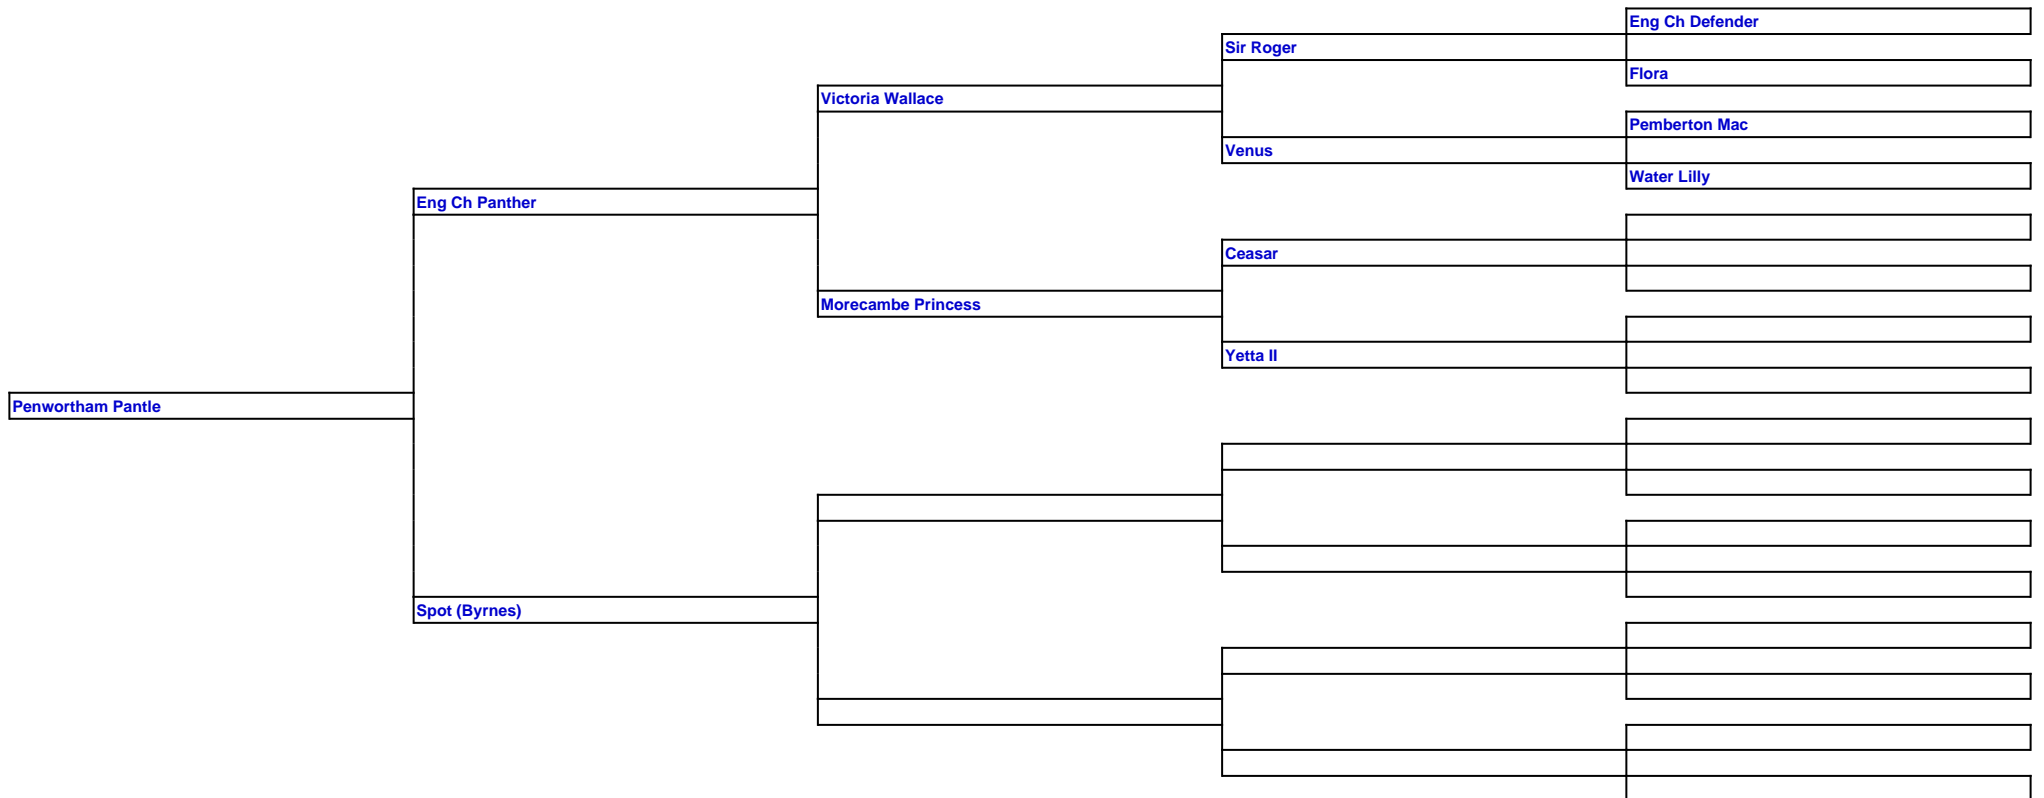 Eng Ch Defender
Sir Roger
Flora
Victoria Wallace
Pemberton Mac
Venus
Water Lilly
Eng Ch Panther
Ceasar
Morecambe Princess
Yetta II
Penwortham Pantle
Spot (Byrnes)